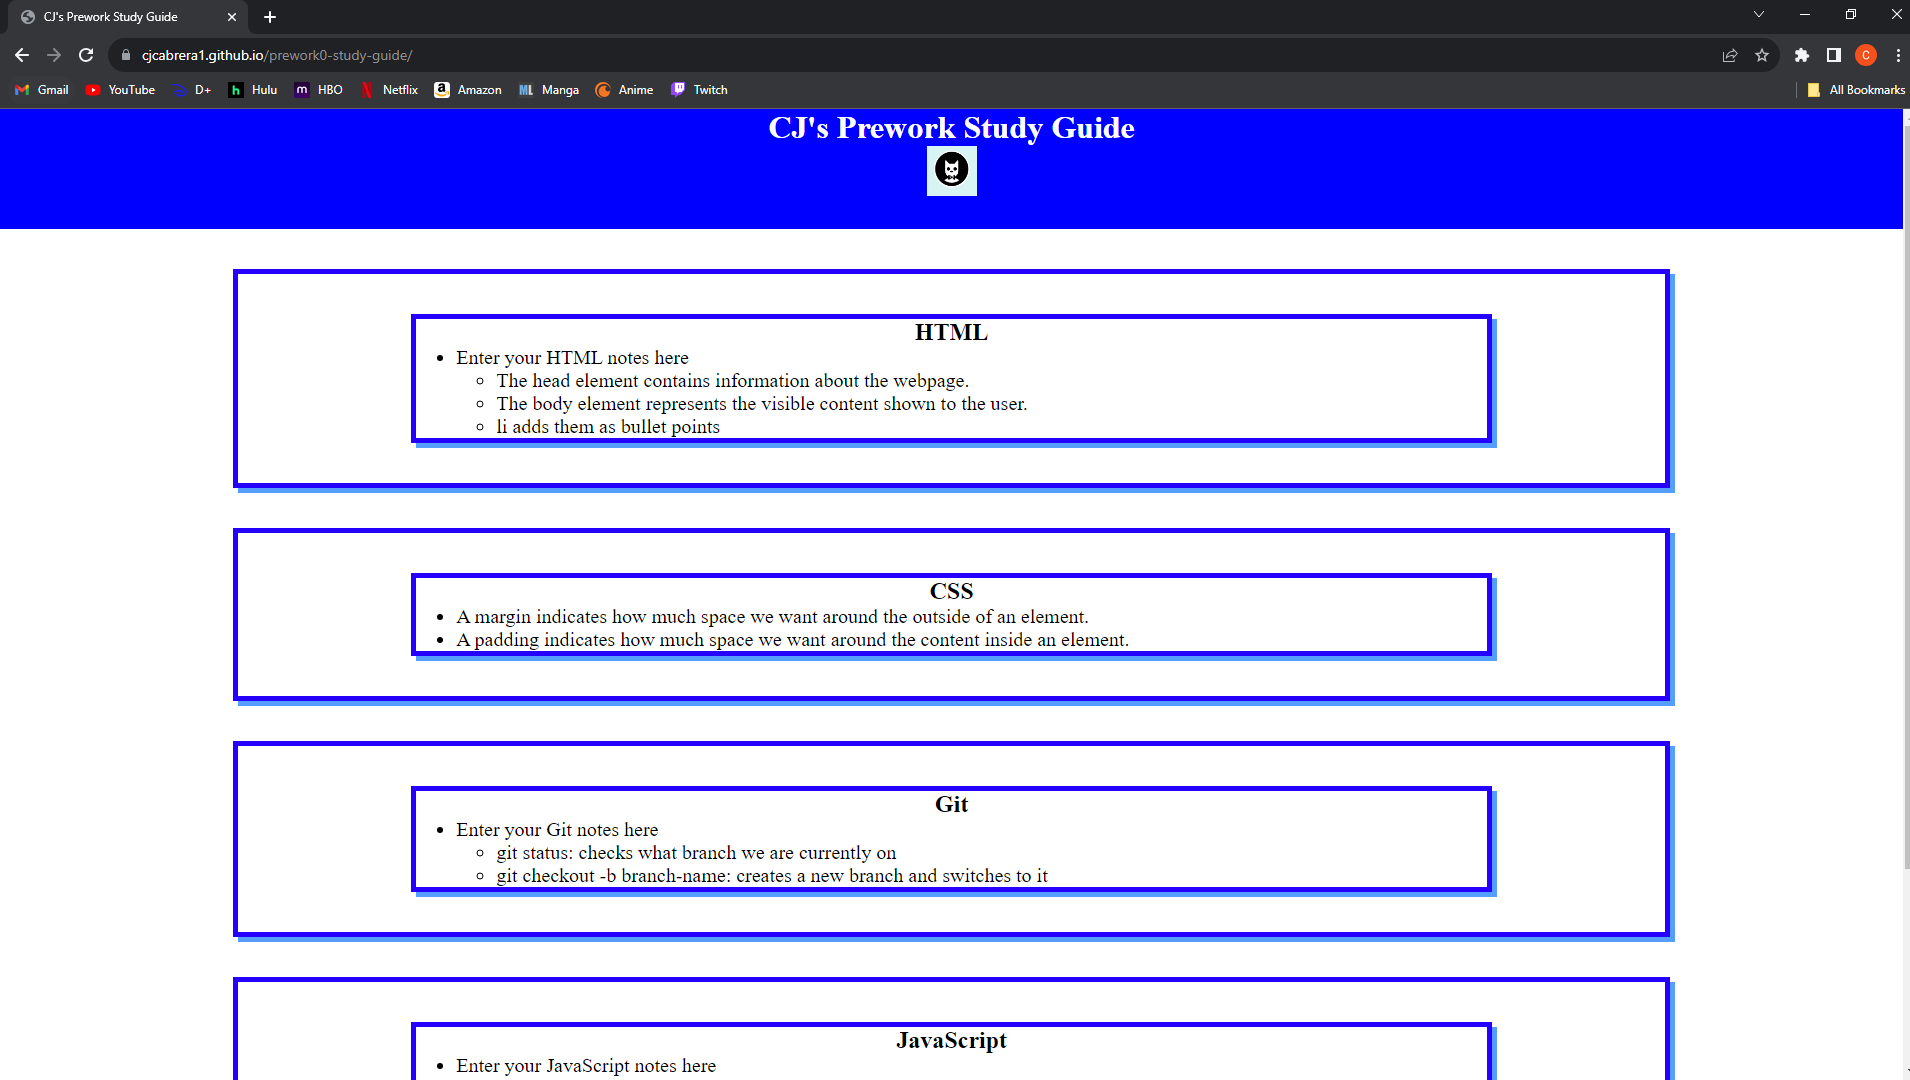 CJ's Prework Study Guide
cjcabrera1.github.io/prework0-study-guide/
C
Gmail YouTube D+ h Hulu m HBO Netflix a Amazon ML Manga Anime Twitch All Bookmarks
CJ's Prework Study Guide
HTML
Enter your HTML notes here
The head element contains information about the webpage.
The body element represents the visible content shown to the user.
li adds them as bullet points
CSS
A margin indicates how much space we want around the outside of an element.
A padding indicates how much space we want around the content inside an element.
Git
Enter your Git notes here
git status: checks what branch we are currently on
git checkout -b branch-name: creates a new branch and switches to it
JavaScript
Enter your JavaScript notes here